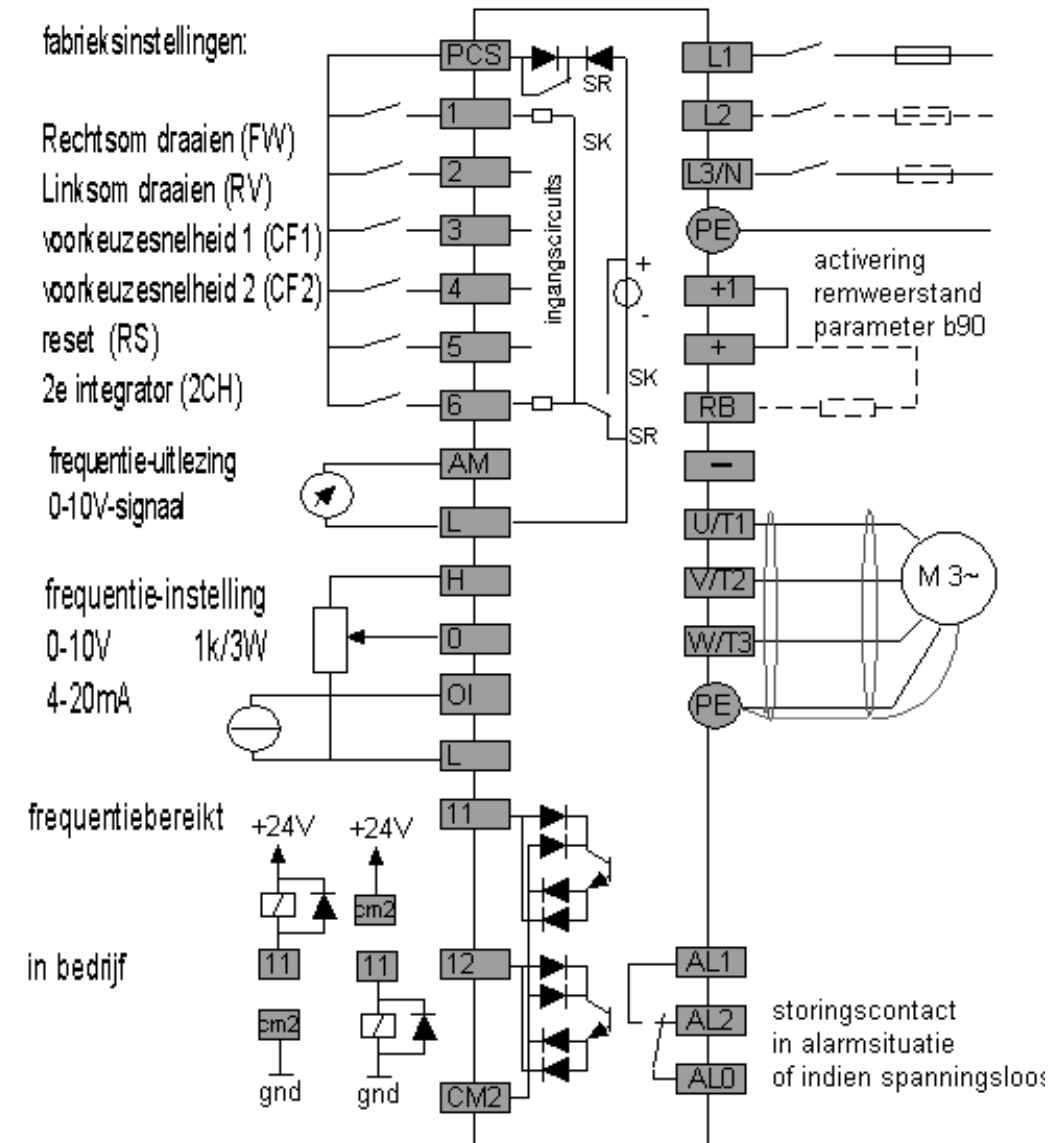 fabrieksinstellingen:
PCS
SR
L1
1
L2
Rechtsom draaien (FW)
SK
Linksom draaien (RV)
2
L3/N
voorkeuzesnelheid 1 (CF1)
3
ingangscircuits
PE
voorkeuzesnelheid 2 (CF2)
4
+
-
+1
activering
remweerstand
parameter b90
reset (RS)
5
+
2e integrator (2CH)
6
SK
SR
RB
frequentie-uitlezing
0-10V-signaal
AM
L
−
U/T1
frequentie-instelling
0-10V 1k/3W
4-20mA
H
0
OI
L
V/T2
W/T3
PE
M 3~
frequentiebereikt
+24V
+24V
11
cm2
in bedrijf
11
11
12
cm2
gnd
gnd
CM2
AL1
AL2
AL0
storingscontact
in alarmsituatie
of indien spanningsloos